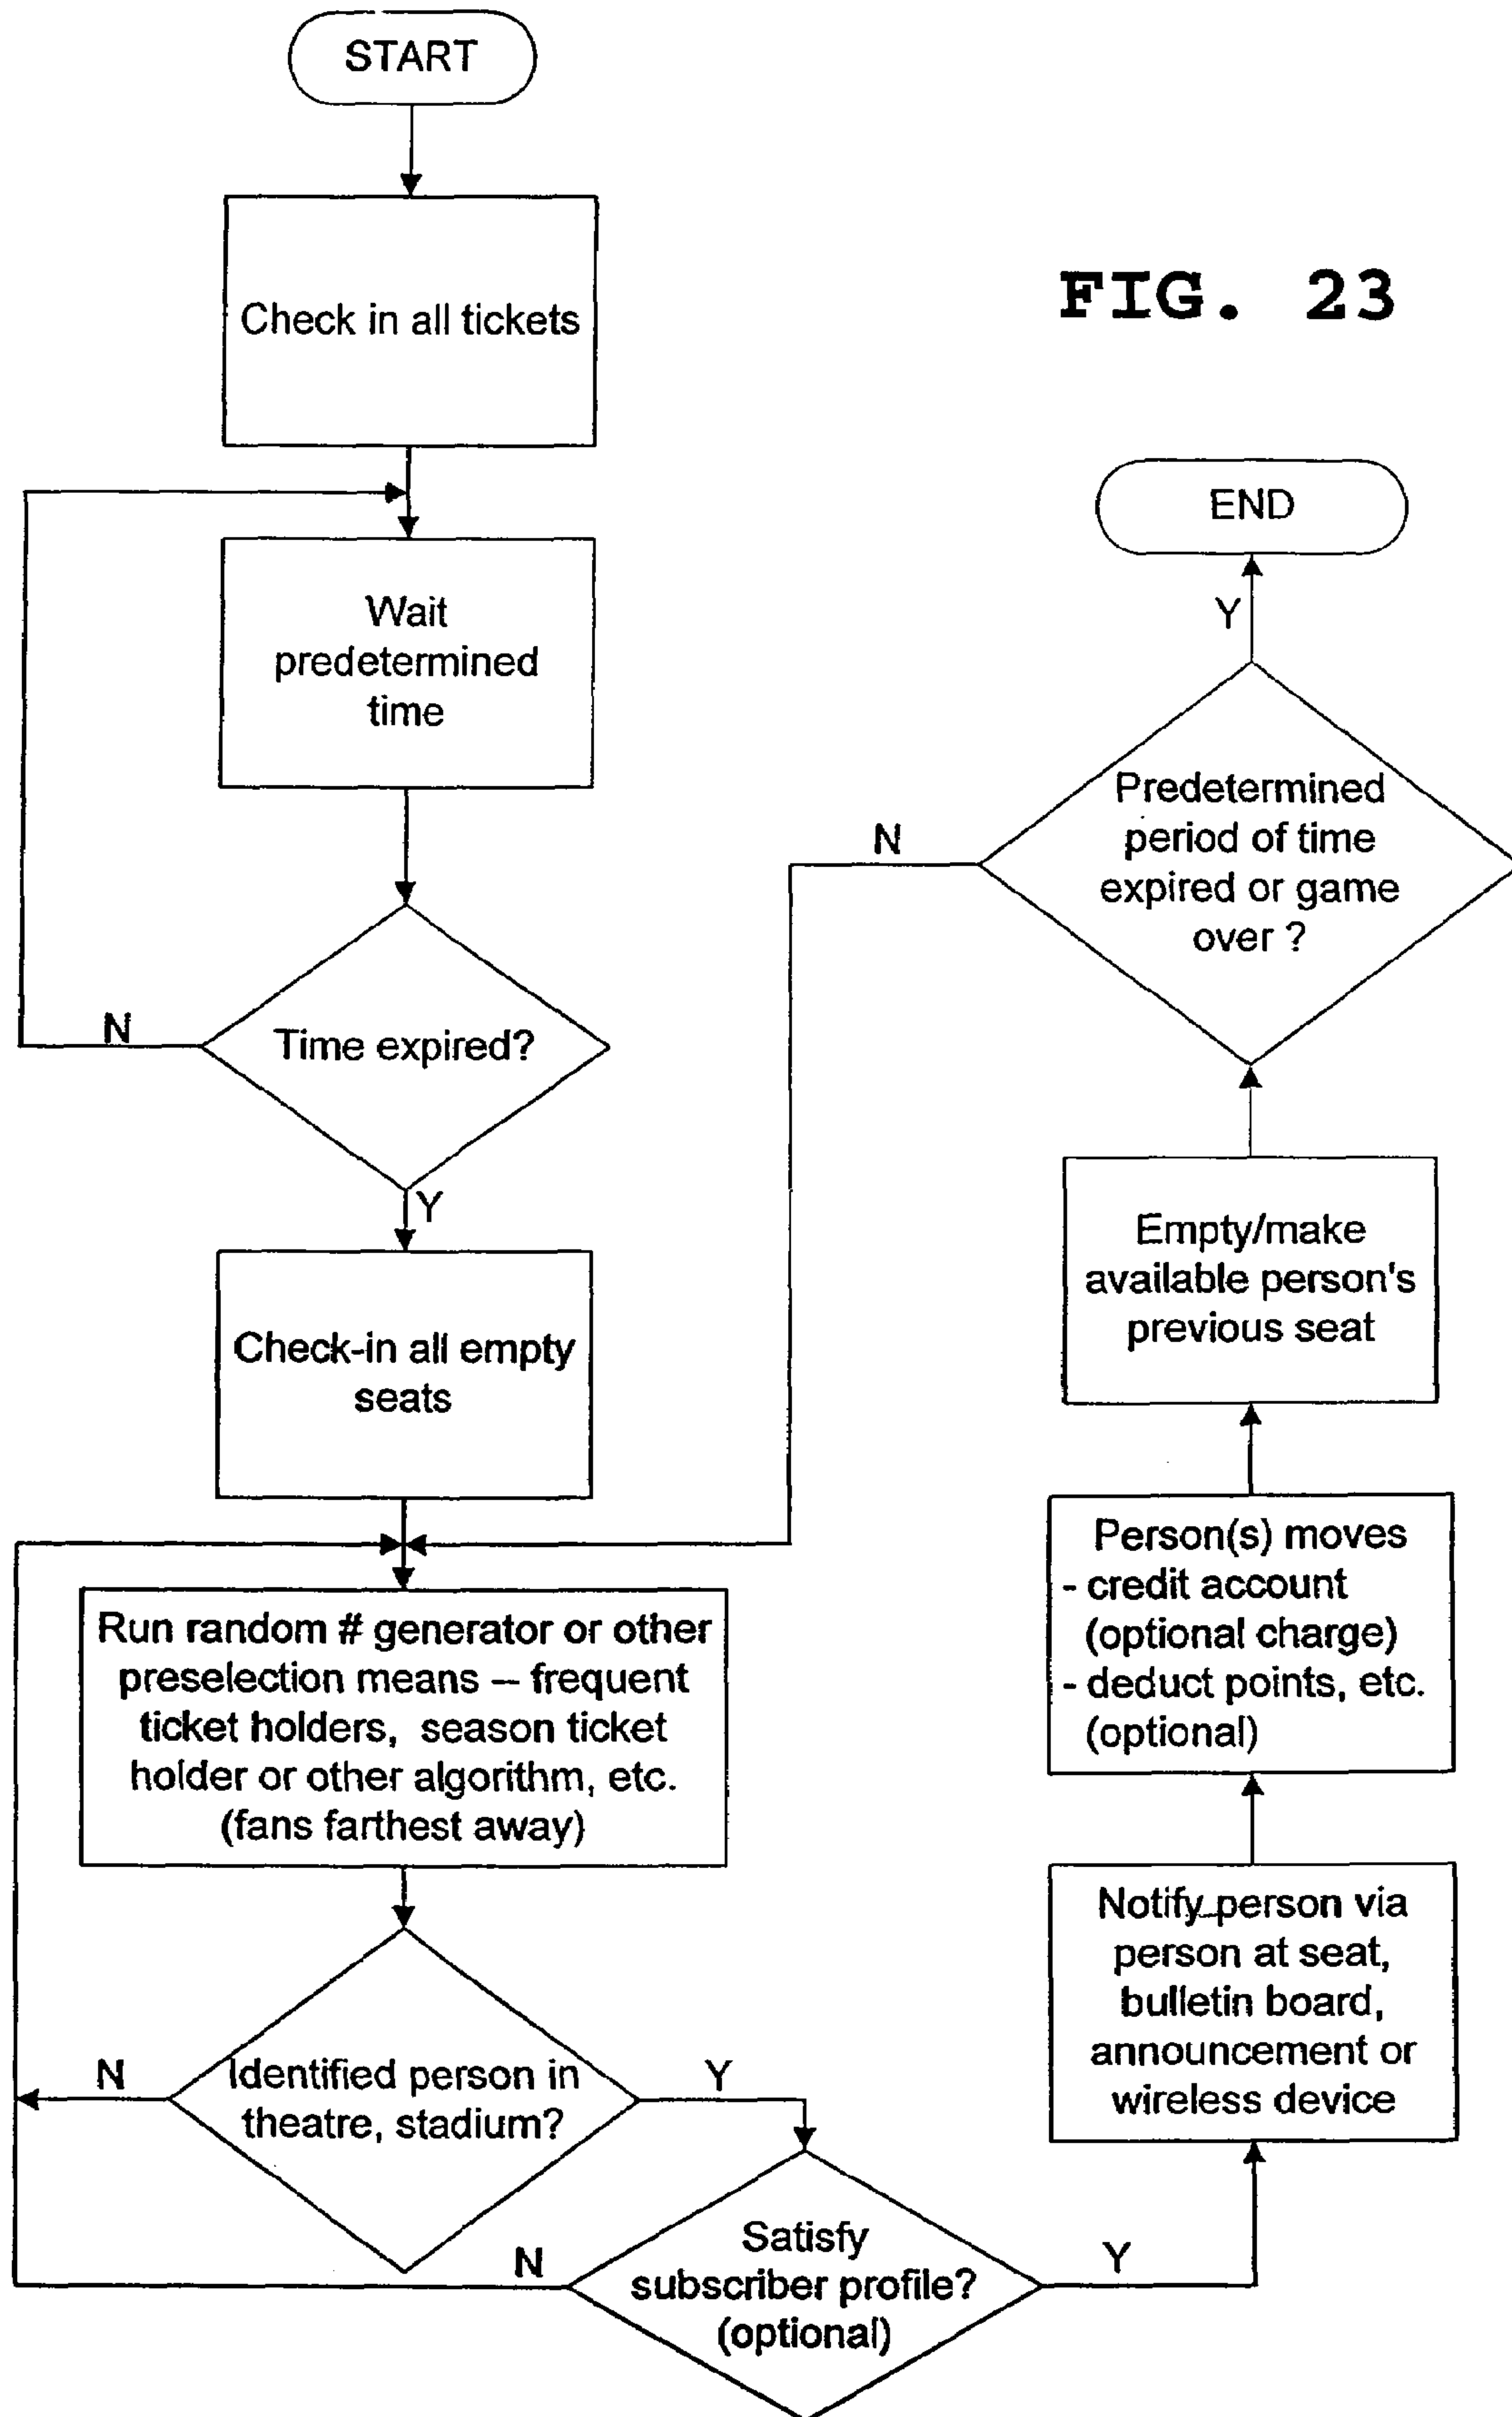 START
Check in all tickets
FIG. 23
Wait
predetermined
time
N
Time expired?
Y
Check-in all empty
seats
Run random # generator or other
preselection means – frequent
ticket holders, season ticket
holder or other algorithm, etc.
(fans farthest away)
N
Identified person in
theatre, stadium?
Y
N
Satisfy
subscriber profile?
(optional)
Y
Notify person via
person at seat,
bulletin board,
announcement or
wireless device
Person(s) moves
- credit account
(optional charge)
- deduct points, etc.
(optional)
Empty/make
available person's
previous seat
Predetermined
period of time
expired or game
over ?
N
Y
END